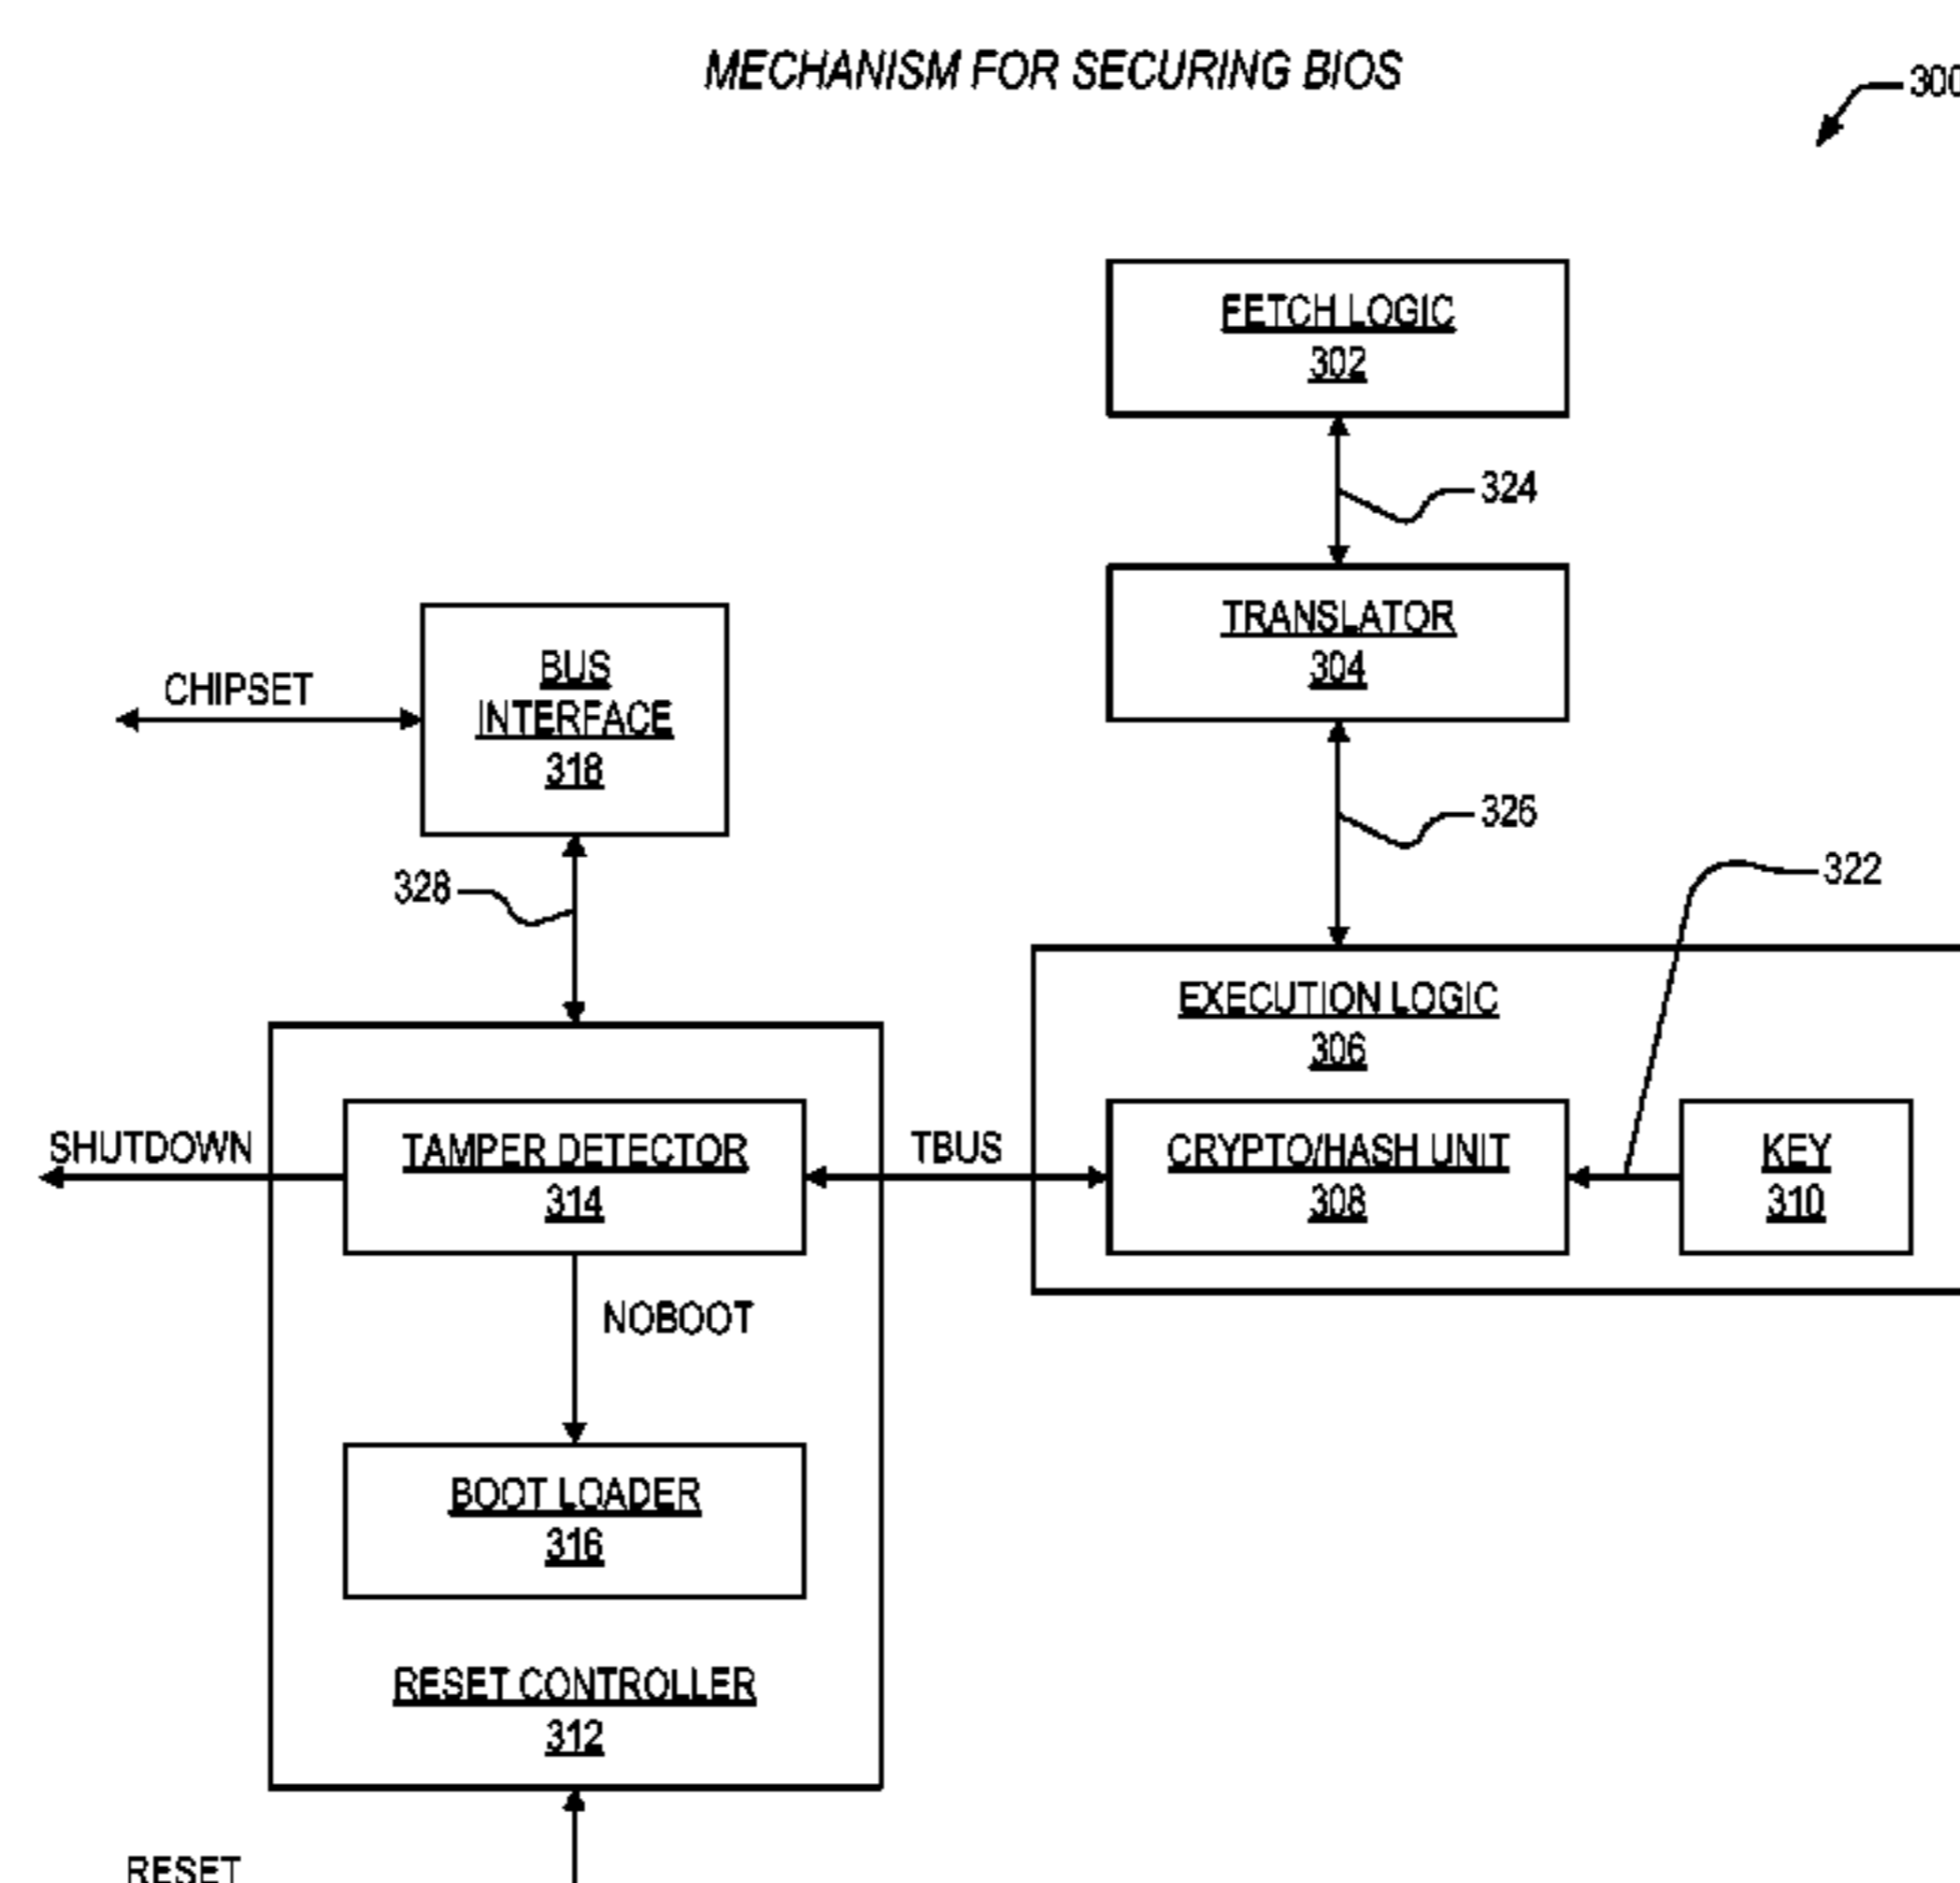 MECHANISM FOR SECURING BIOS
300
FETCH LOGIC
302
324
TRANSLATOR
304
BUS
INTERFACE
318
CHIPSET
326
322
328
EXECUTION LOGIC
306
SHUTDOWN
TAMPER DETECTOR
314
TBUS
CRYPTO/HASH UNIT
308
KEY
310
NOBOOT
BOOT LOADER
316
RESET CONTROLLER
312
RESET